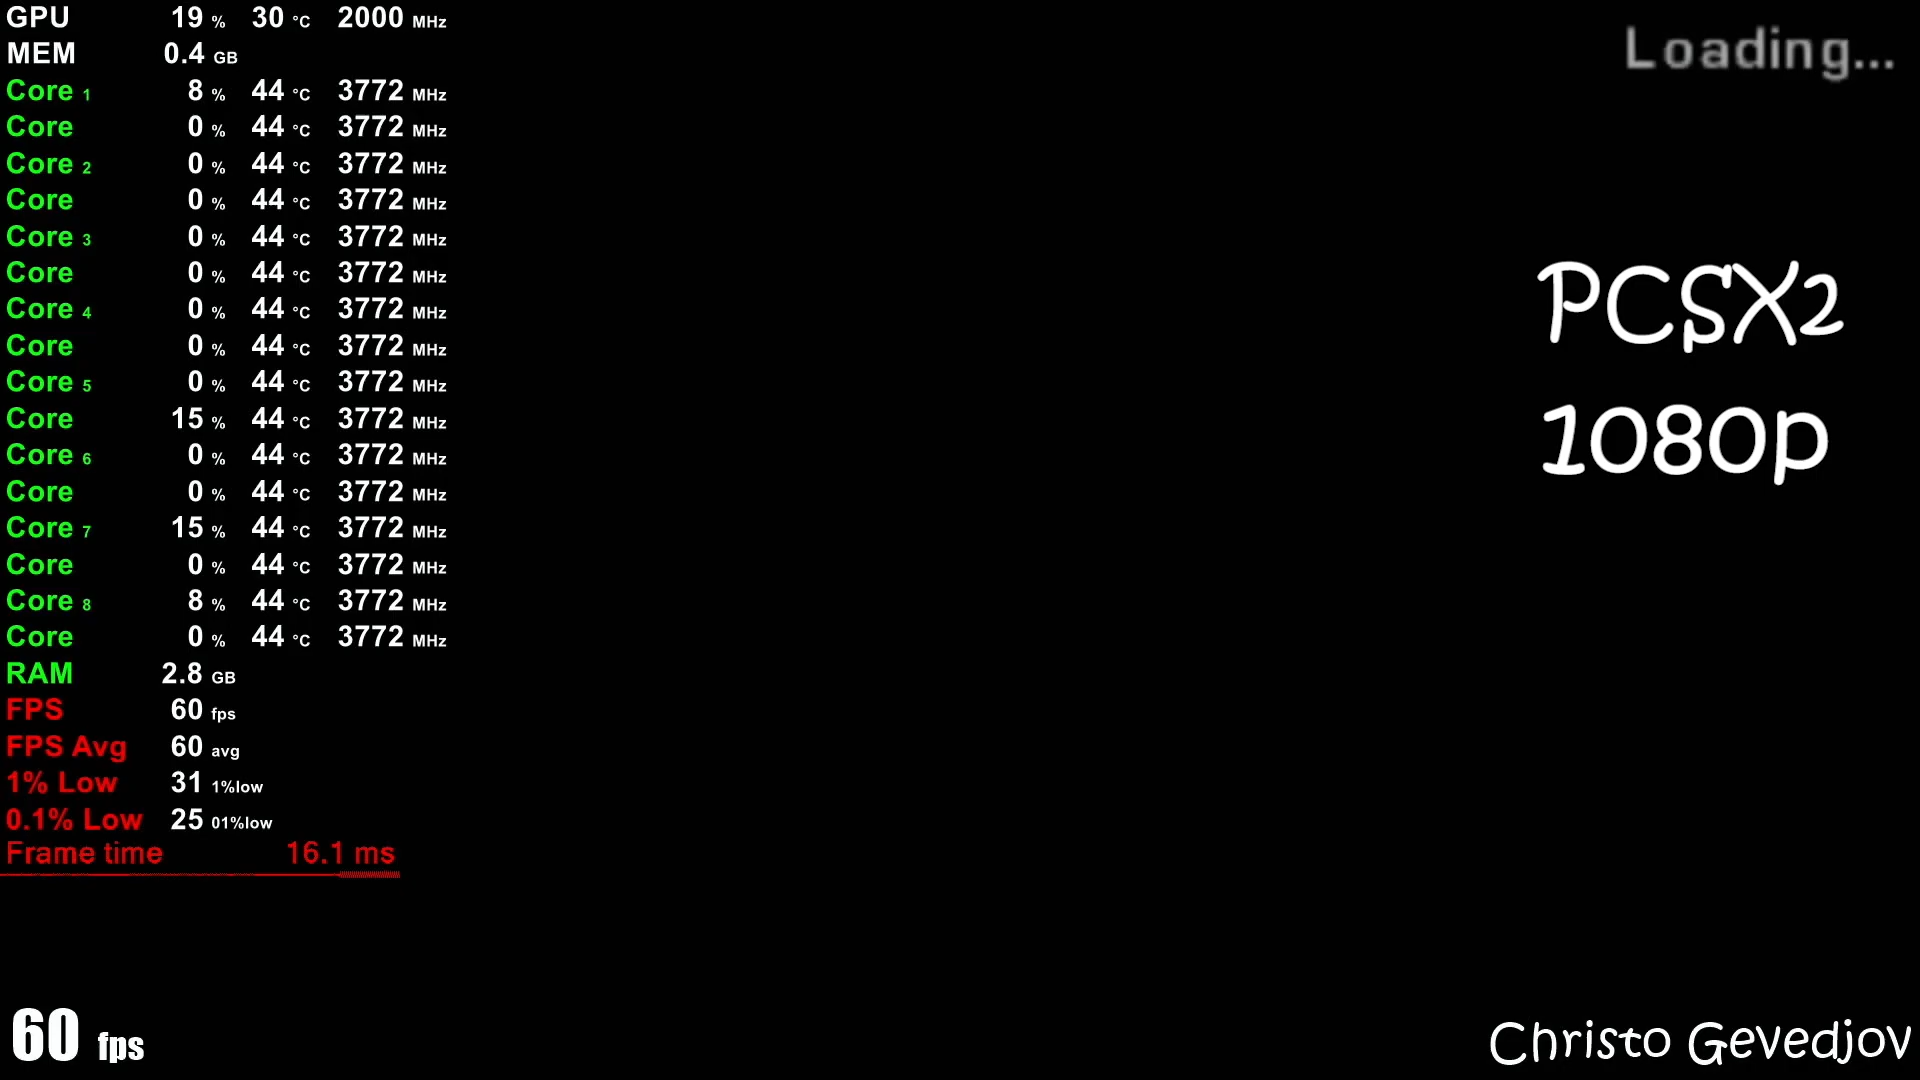 GPU 19 % 30 °C 2000 MHz
MEM 0.4 GB
Core 1 8 % 44 °C 3772 MHz
Core 0 % 44 °C 3772 MHz
Core 2 0 % 44 °C 3772 MHz
Core 0 % 44 °C 3772 MHz
Core 3 0 % 44 °C 3772 MHz
Core 0 % 44 °C 3772 MHz
Core 4 0 % 44 °C 3772 MHz
Core 0 % 44 °C 3772 MHz
Core 5 0 % 44 °C 3772 MHz
Core 15 % 44 °C 3772 MHz
Core 6 0 % 44 °C 3772 MHz
Core 0 % 44 °C 3772 MHz
Core 7 15 % 44 °C 3772 MHz
Core 0 % 44 °C 3772 MHz
Core 8 8 % 44 °C 3772 MHz
Core 0 % 44 °C 3772 MHz
RAM 2.8 GB
FPS 60 fps
FPS Avg 60 avg
1% Low 31 1%low
0.1% Low 25 01%low
Frame time 16.1 ms
60 fps
Loading...
PCSX2
1080p
Christo Gevedjov